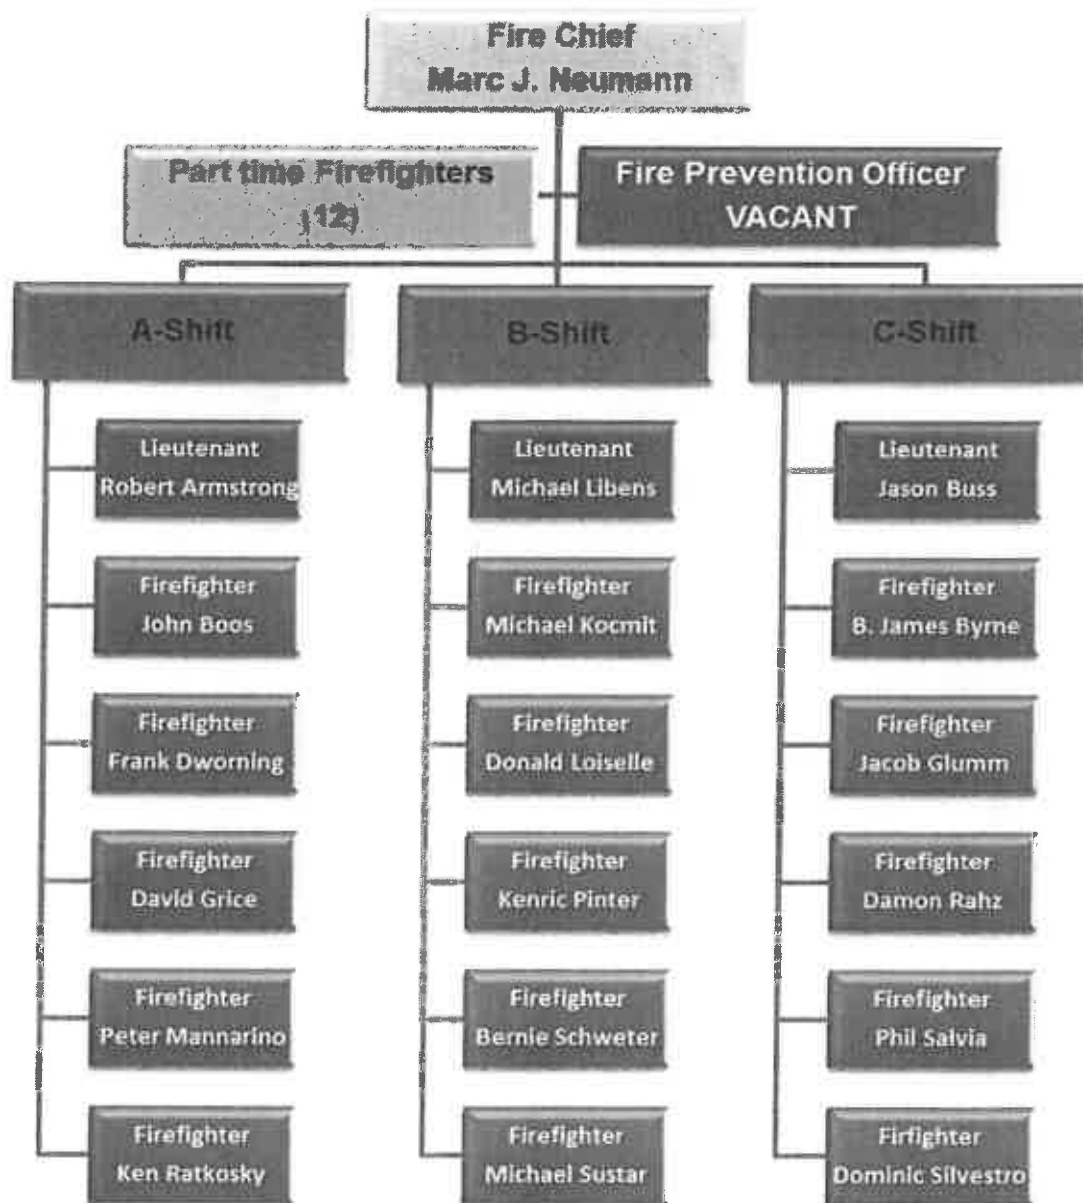 Fire Chief
Marc J. Neumann
Part time Firefighters
(12)
Fire Prevention Officer
VACANT
A-Shift
Lieutenant
Robert Armstrong
Firefighter
John Boos
Firefighter
Frank Dworning
Firefighter
David Grice
Firefighter
Peter Mannarino
Firefighter
Ken Ratkosky
B-Shift
Lieutenant
Michael Libens
Firefighter
Michael Kocmit
Firefighter
Donald Loiselle
Firefighter
Kenric Pinter
Firefighter
Bernie Schweter
Firefighter
Michael Sustar
C-Shift
Lieutenant
Jason Buss
Firefighter
B. James Byrne
Firefighter
Jacob Glumm
Firefighter
Damon Rahz
Firefighter
Phil Salvia
Firfighter
Dominic Silvestro